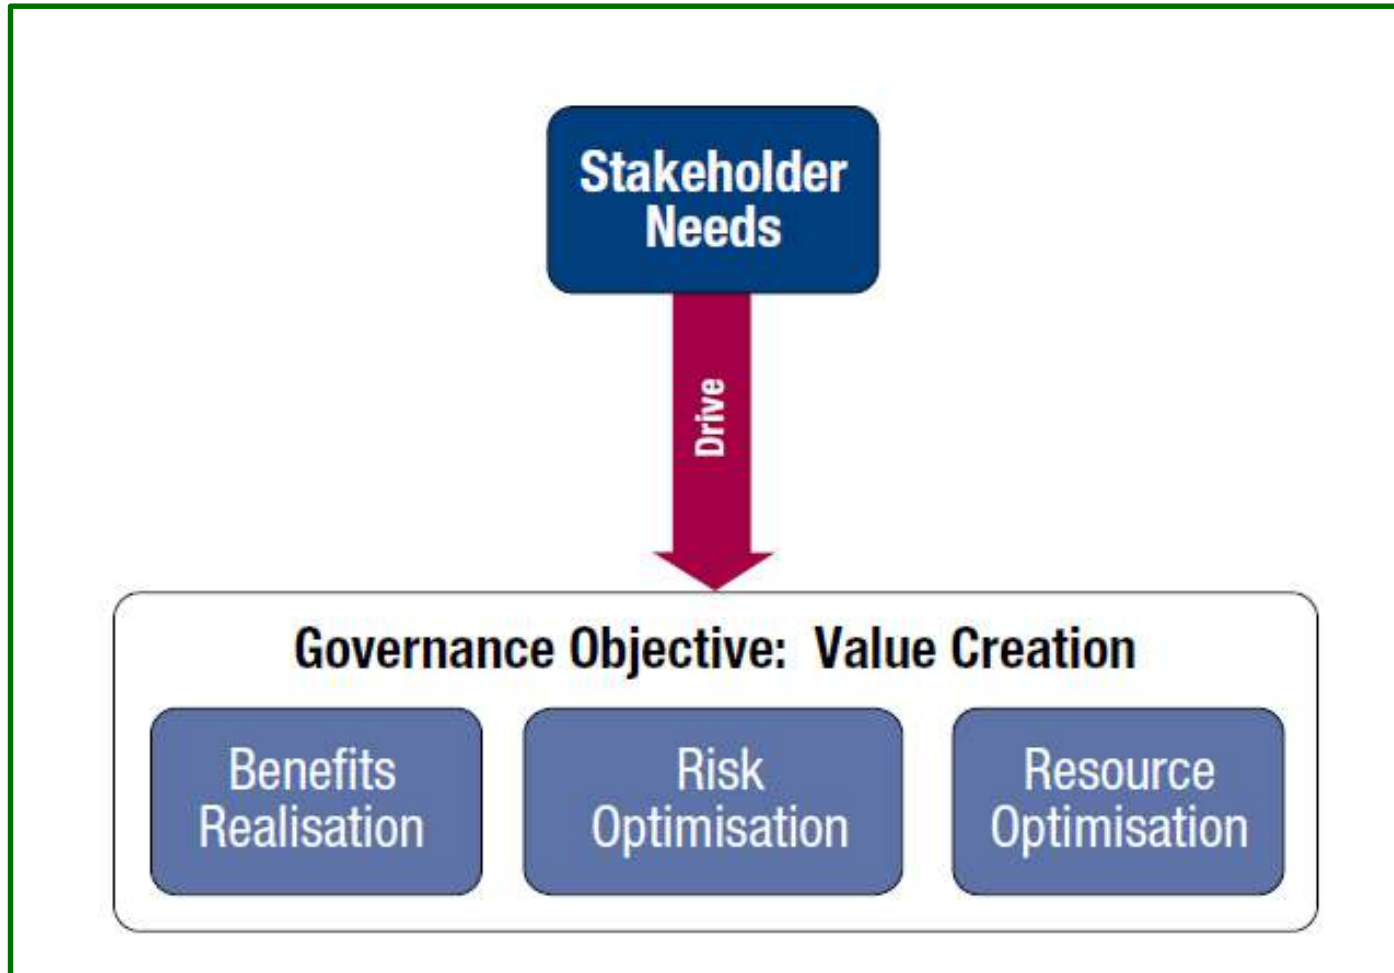 Stakeholder
Needs
Drive
Governance Objective: Value Creation
Benefits
Realisation
Risk
Optimisation
Resource
Optimisation